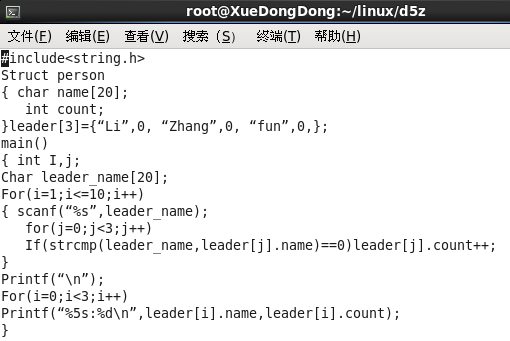 root@XueDongDong:~/linux/d5z
文件(F) 编辑(E) 查看(V) 搜索 (S) 终端(T) 帮助(H)
#include<string.h>
Struct person
{ char name[20];
   int count;
}leader[3]={“Li”,0, “Zhang”,0, “fun”,0,};
main()
{ int I,j;
Char leader_name[20];
For(i=1;i<=10;i++)
{ scanf(“%s”,leader_name);
   for(j=0;j<3;j++)
   If(strcmp(leader_name,leader[j].name)==0)leader[j].count++;
}
Printf(“\n”);
For(i=0;i<3;i++)
Printf(“%5s:%d\n”,leader[i].name,leader[i].count);
}